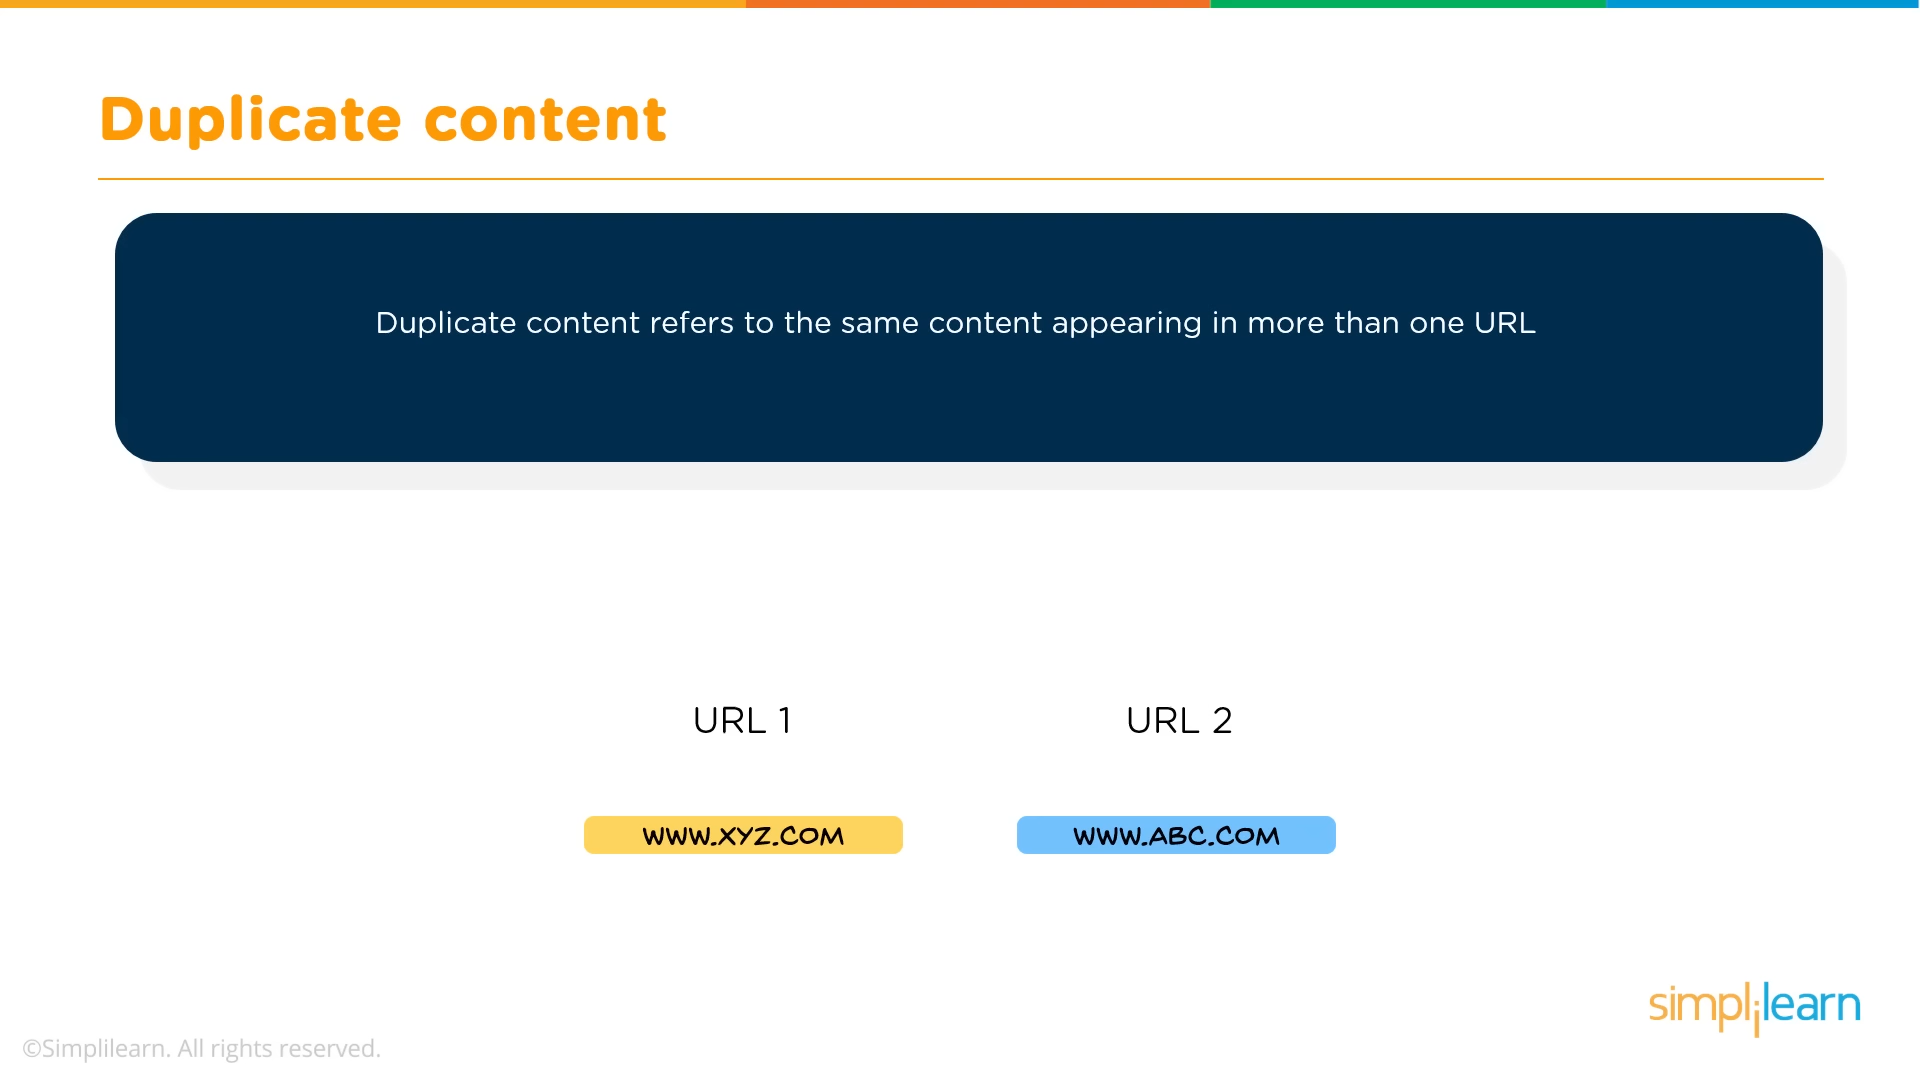 Duplicate content
Duplicate content refers to the same content appearing in more than one URL
URL 1
URL 2
WWW.XYZ.COM
WWW.ABC.COM
simplilearn
©Simplilearn. All rights reserved.